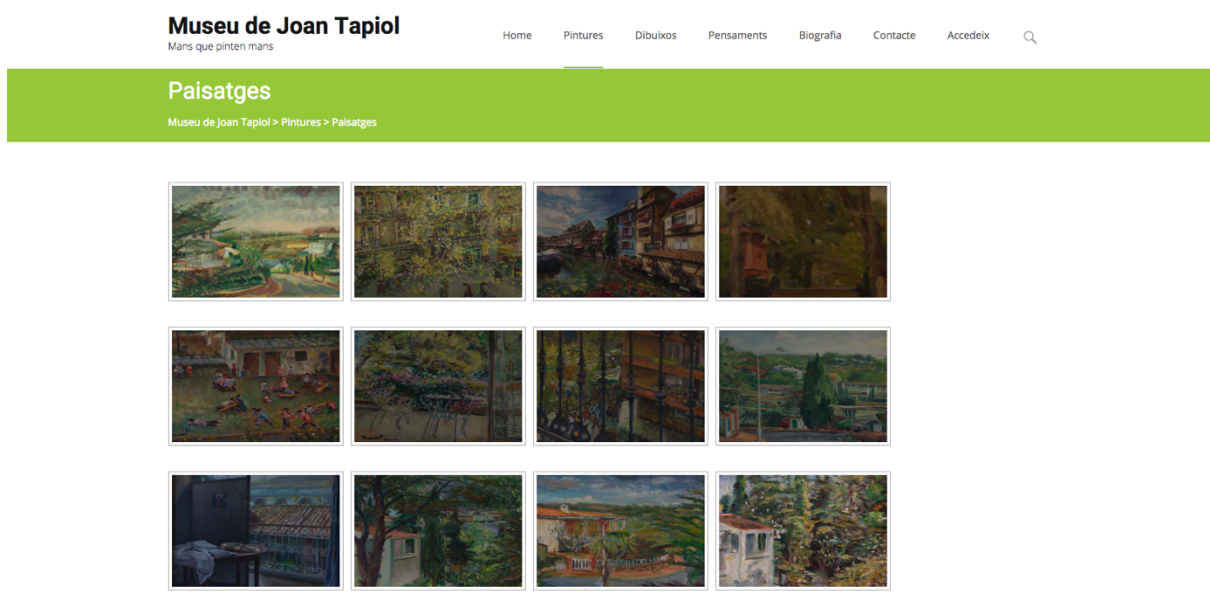 Museu de Joan Tapiol
Mans que pinten mans
Home Pintures Dibuixos Pensaments Biografia Contacte Accedeix
Paisatges
Museu de Joan Tapiol > Pintures > Paisatges